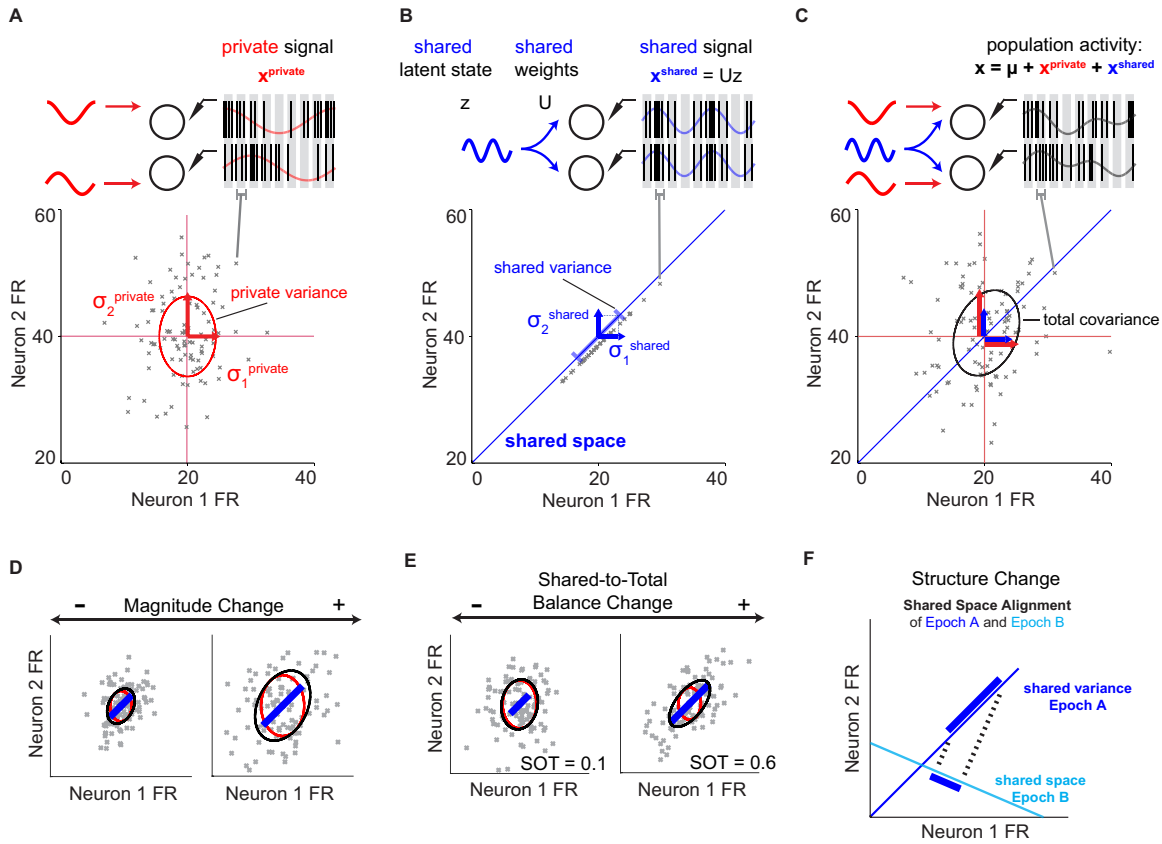 A
private signal
x^private
60
40
20
0
20
40
Neuron 2 FR
Neuron 1 FR
σ₂^private
private variance
σ₁^private
B
shared
latent state
shared
weights
shared signal
x^shared = Uz
z
U
60
40
20
0
20
40
Neuron 2 FR
Neuron 1 FR
shared variance
σ₂^shared
σ₁^shared
shared space
C
population activity:
x = μ + x^private + x^shared
60
40
20
0
20
40
Neuron 2 FR
Neuron 1 FR
total covariance
D
- Magnitude Change +
Neuron 2 FR
Neuron 1 FR
Neuron 1 FR
E
Shared-to-Total
- Balance Change +
Neuron 2 FR
SOT = 0.1
SOT = 0.6
Neuron 1 FR
Neuron 1 FR
F
Structure Change
Shared Space Alignment
of Epoch A and Epoch B
Neuron 2 FR
shared variance
Epoch A
shared space
Epoch B
Neuron 1 FR